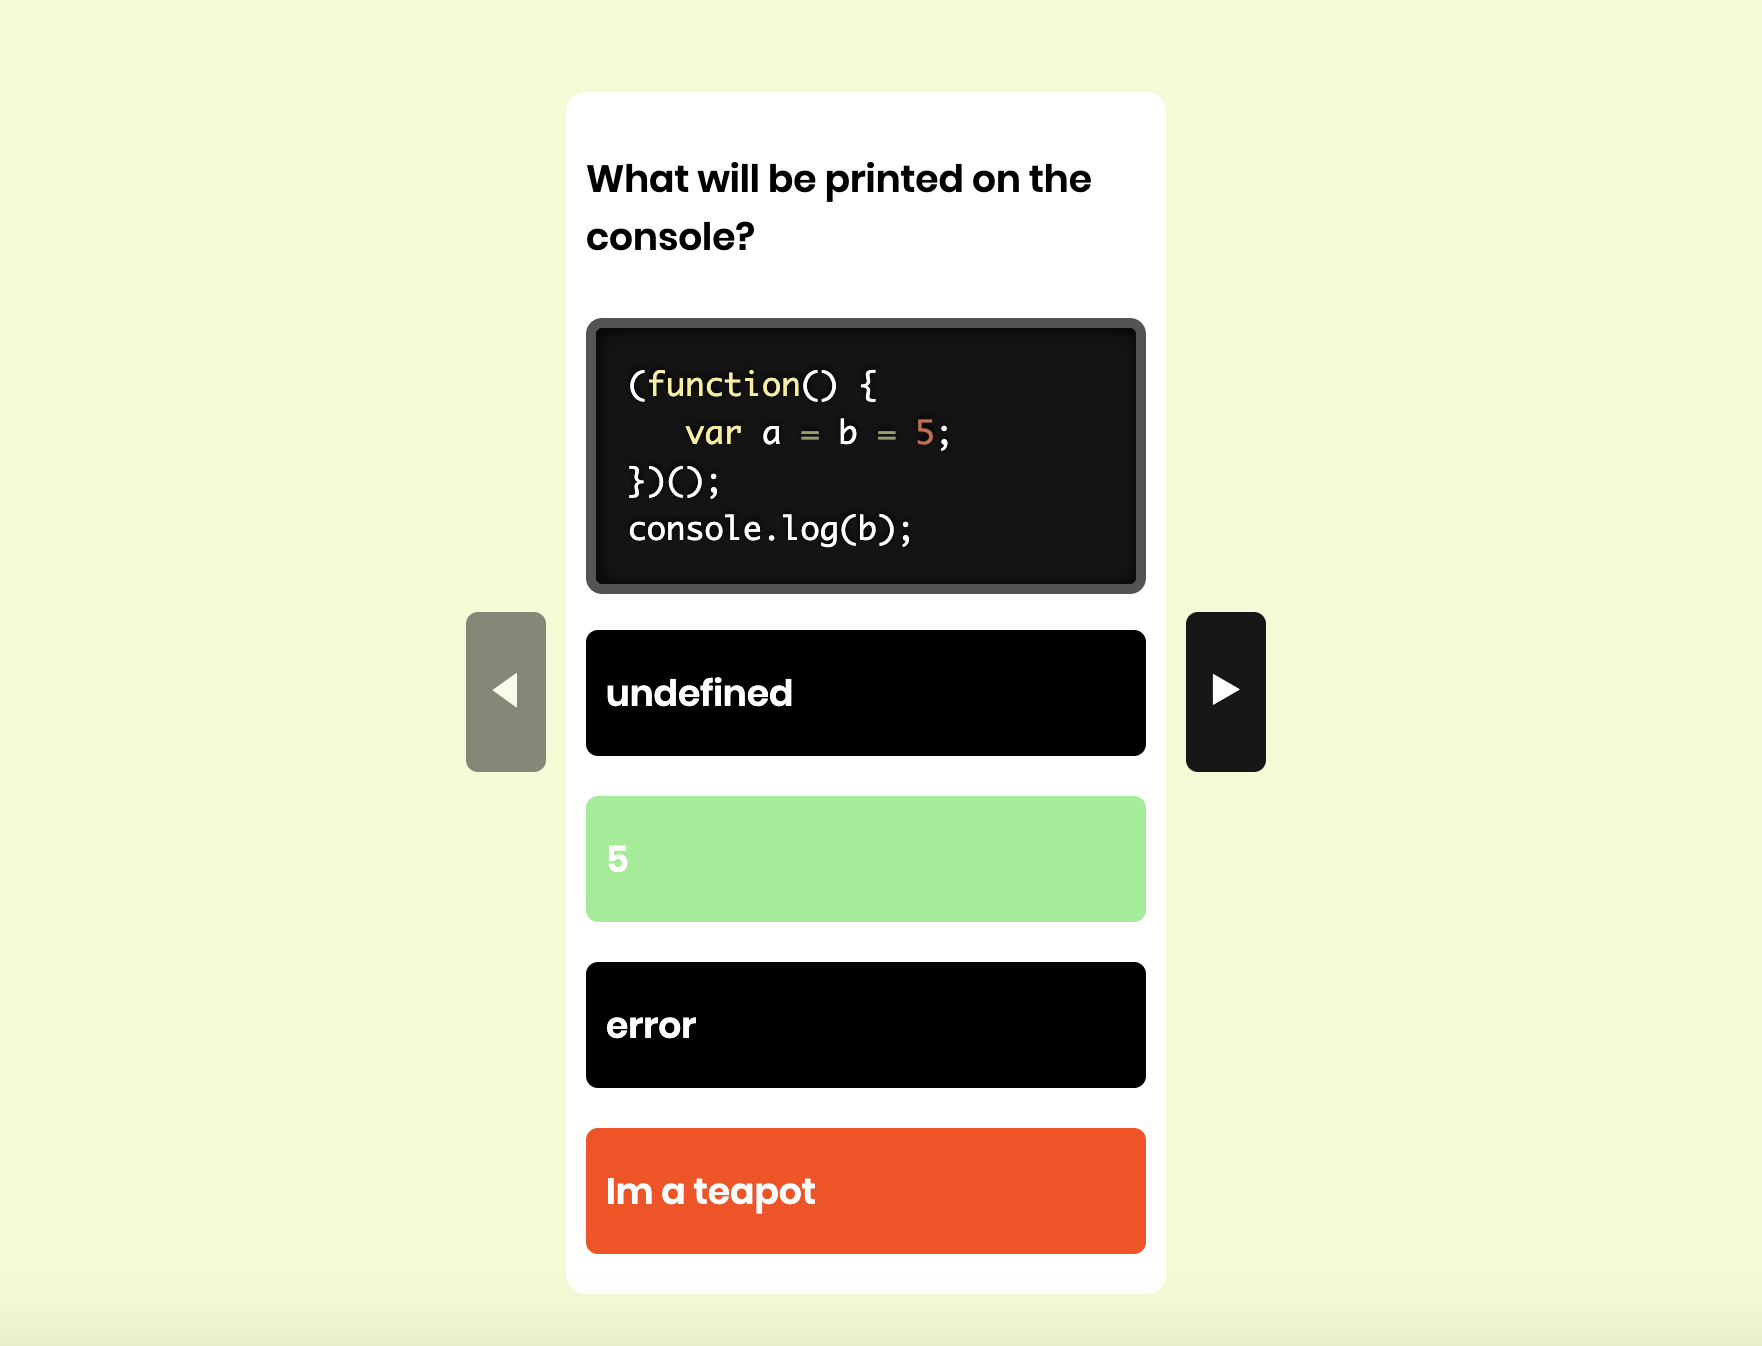 What will be printed on the
console?
(function() {
   var a = b = 5;
})();
console.log(b);
undefined
5
error
Im a teapot